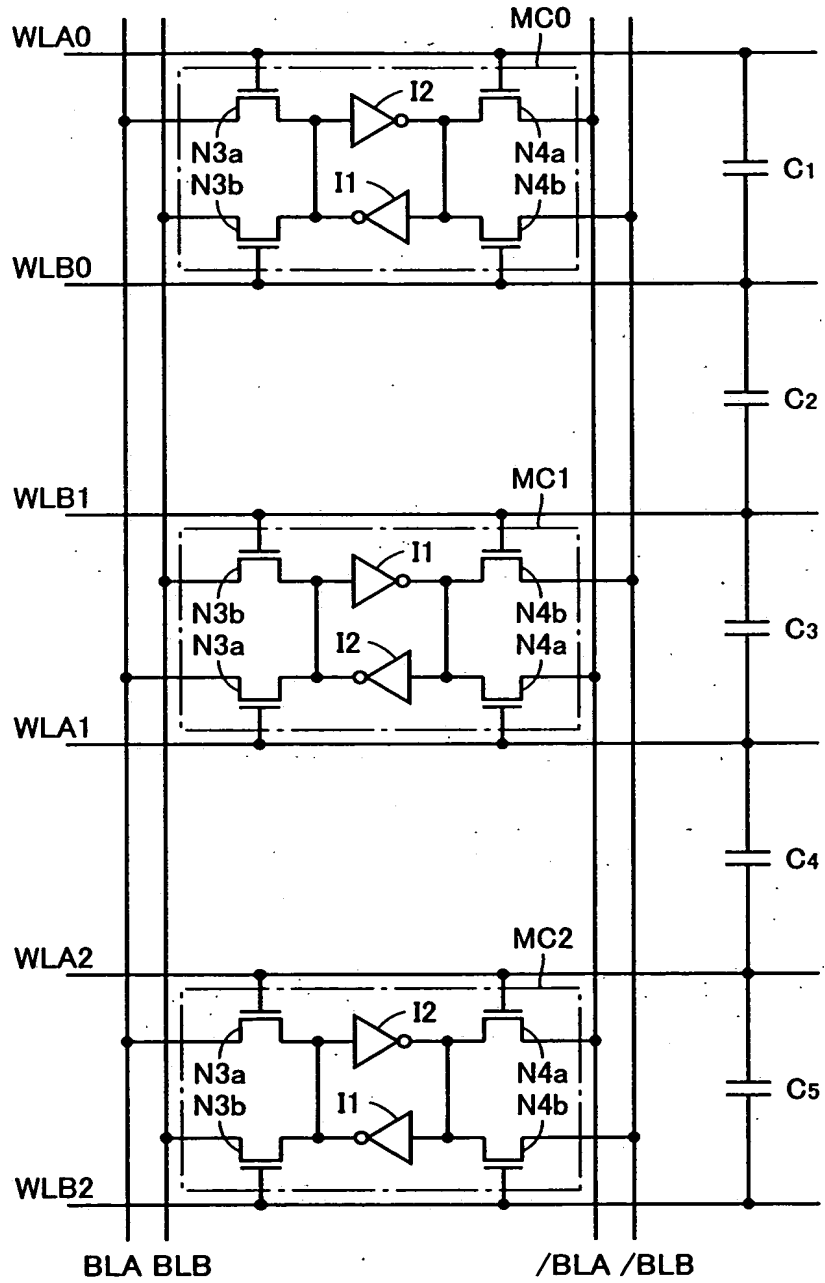 MC0
WLA0
I2
N3a
N3b
I1
N4a
N4b
C1
WLB0
C2
MC1
WLB1
I1
N3b
N3a
I2
N4b
N4a
C3
WLA1
C4
MC2
WLA2
I2
N3a
N3b
I1
N4a
N4b
C5
WLB2
BLA BLB /BLA /BLB